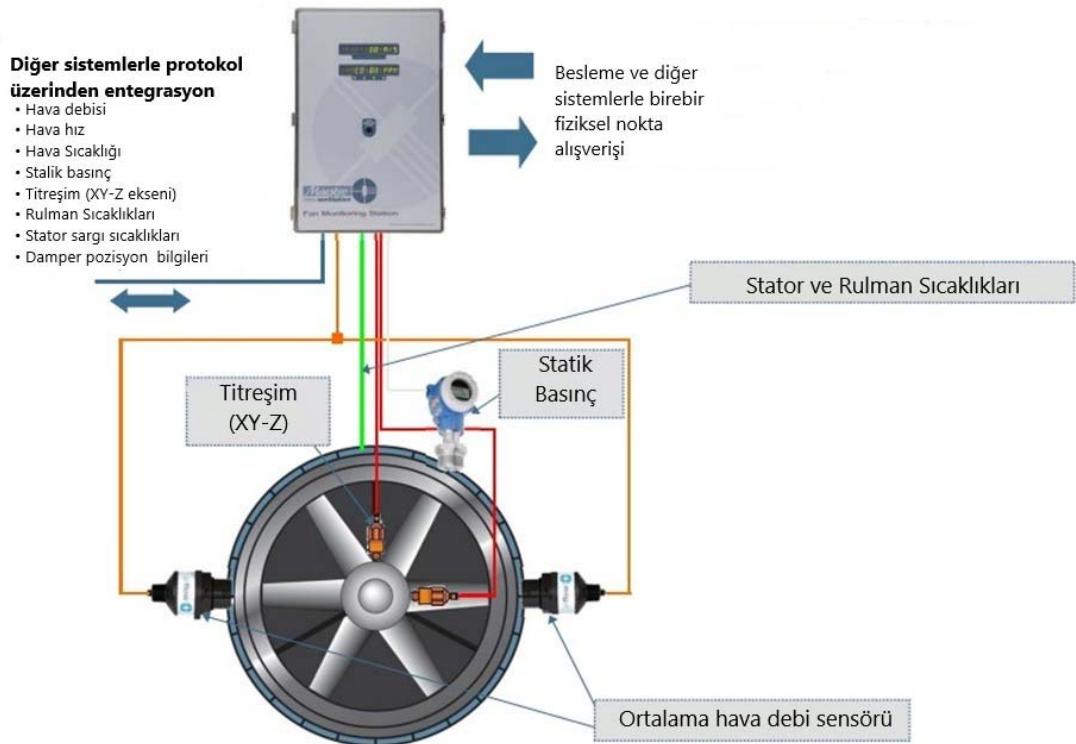 Diğer sistemlerle protokol
üzerinden entegrasyon
• Hava debisi
• Hava hız
• Hava Sıcaklığı
• Stalik basınç
• Titreşim (XY-Z ekseni)
• Rulman Sıcaklıkları
• Stator sargı sıcaklıkları
• Damper pozisyon bilgileri
Fan Monitoring Station
Besleme ve diğer
sistemlerle birebir
fiziksel nokta
alışverişi
Stator ve Rulman Sıcaklıkları
Statik
Basınç
Titreşim
(XY-Z)
Ortalama hava debi sensörü